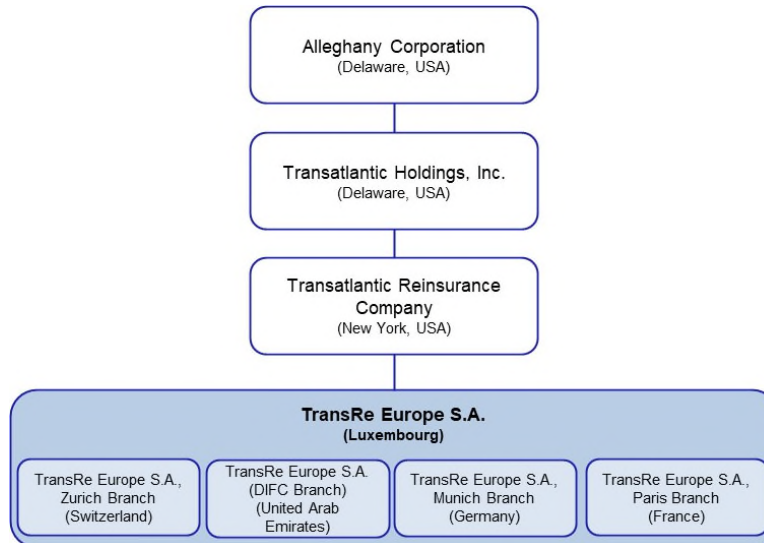 Alleghany Corporation
(Delaware, USA)
Transatlantic Holdings, Inc.
(Delaware, USA)
Transatlantic Reinsurance
Company
(New York, USA)
TransRe Europe S.A.
(Luxembourg)
TransRe Europe S.A.,
Zurich Branch
(Switzerland)
TransRe Europe S.A.
(DIFC Branch)
(United Arab
Emirates)
TransRe Europe S.A.,
Munich Branch
(Germany)
TransRe Europe S.A.,
Paris Branch
(France)